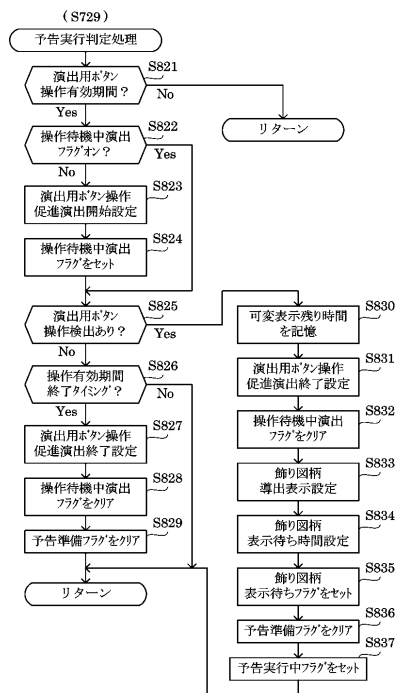 (S729)
予告実行判定処理
S821
演出用ボタン
操作有効期間？
No
Yes
リターン
S822
操作待機中演出
フラグオン？
Yes
No
S823
演出用ボタン操作
促進演出開始設定
S824
操作待機中演出
フラグをセット
S825
演出用ボタン
操作検出あり？
Yes
No
S826
操作有効期間
終了タイミング？
No
Yes
S827
演出用ボタン操作
促進演出終了設定
S828
操作待機中演出
フラグをクリア
S829
予告準備フラグをクリア
リターン
S830
可変表示残り時間
を記憶
S831
演出用ボタン操作
促進演出終了設定
S832
操作待機中演出
フラグをクリア
S833
飾り図柄
導出表示設定
S834
飾り図柄
表示待ち時間設定
S835
飾り図柄
表示待ちフラグをセット
S836
予告準備フラグをクリア
S837
予告実行中フラグをセット